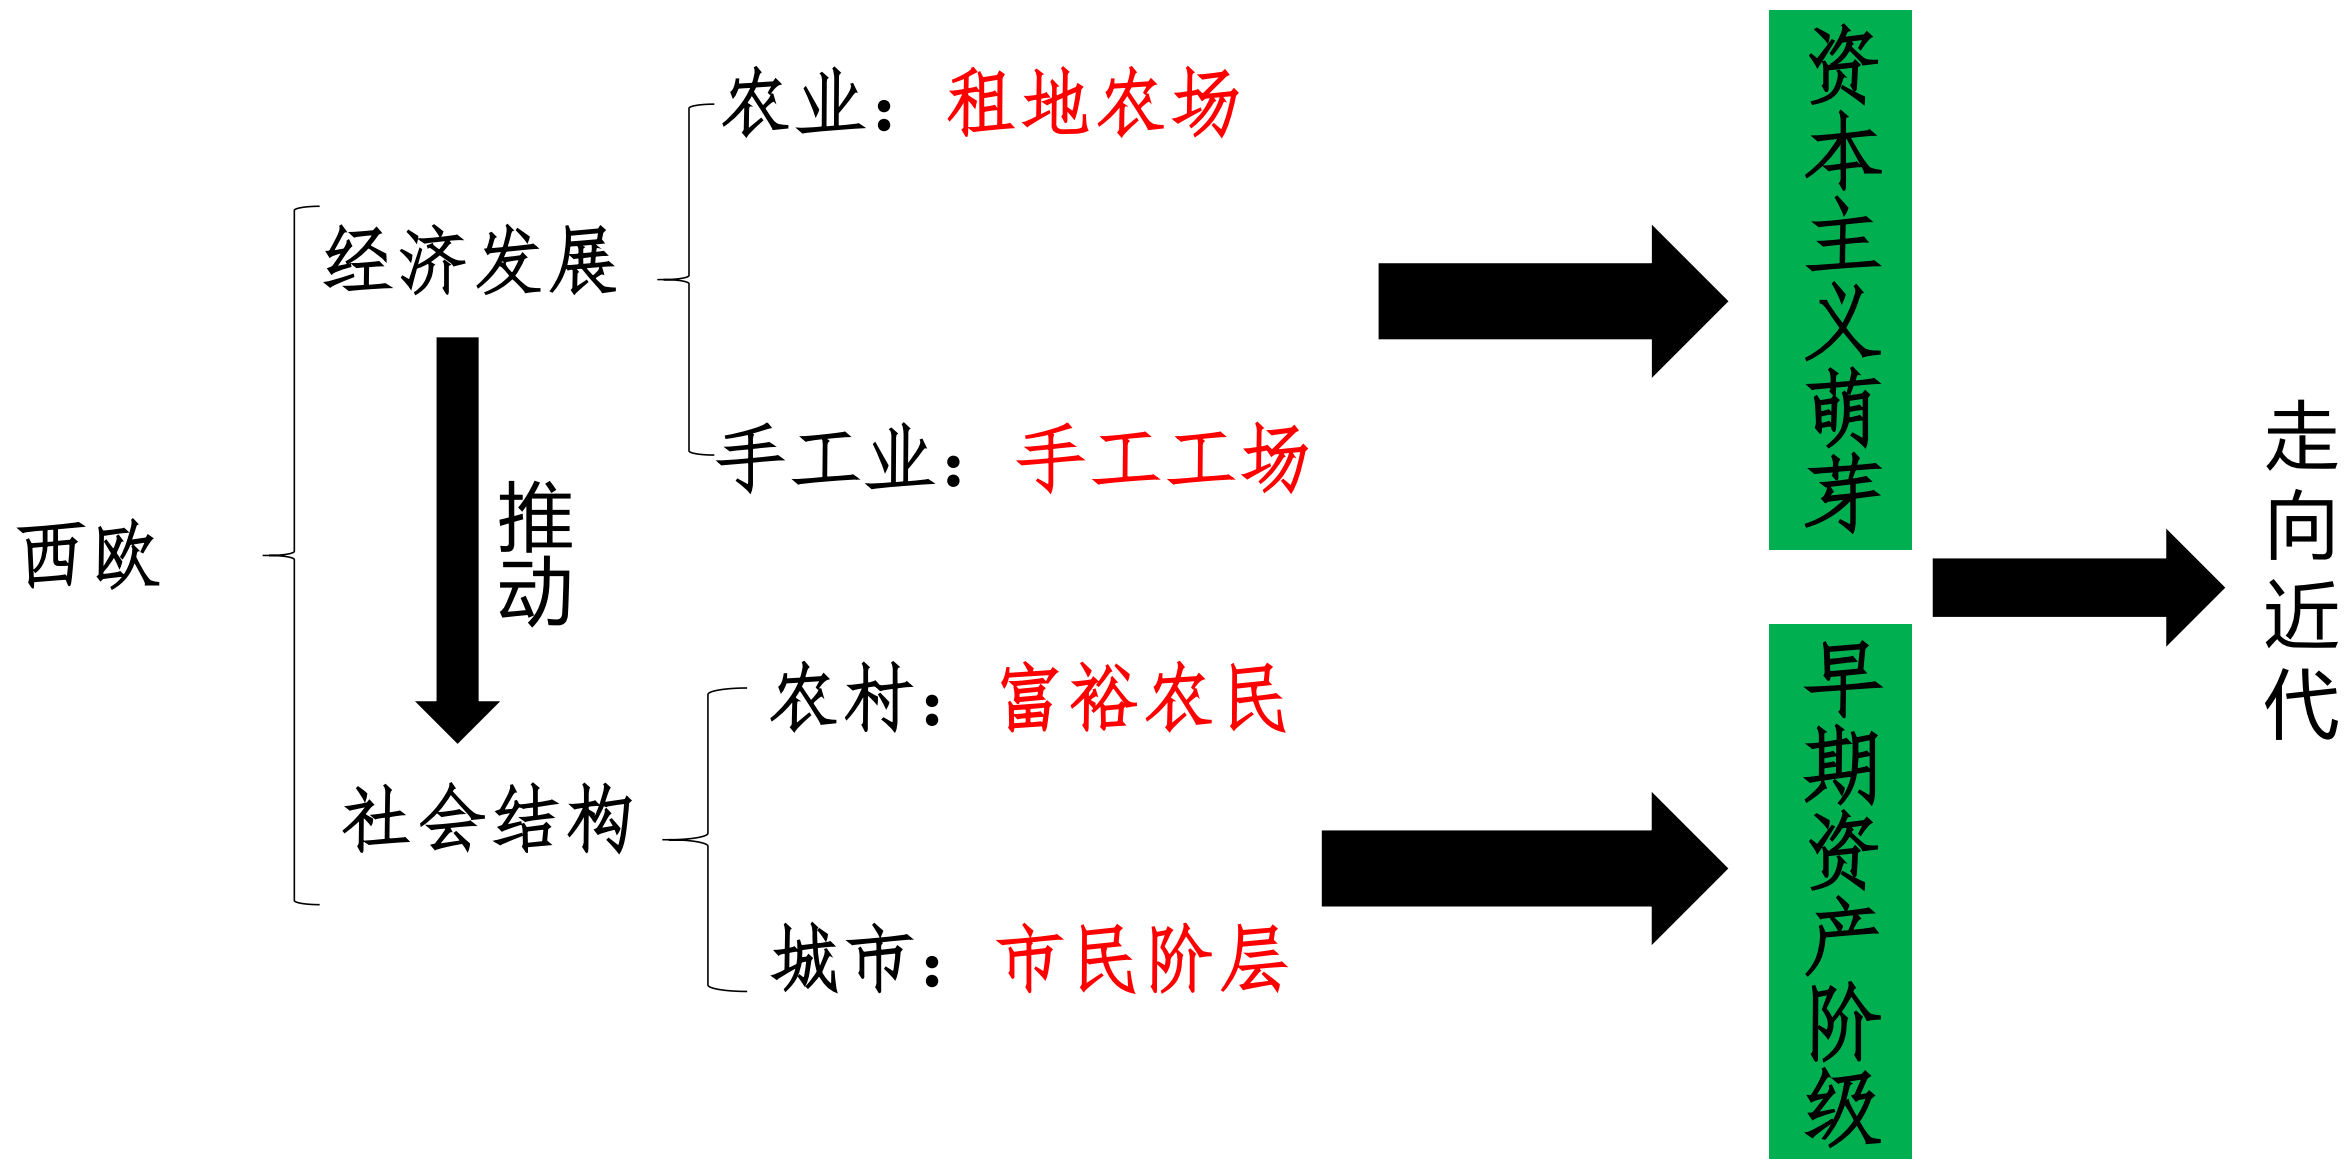 西欧
经济发展
农业：租地农场
手工业：手工工场
推动
社会结构
农村：富裕农民
城市：市民阶层
资本主义萌芽
早期资产阶级
走向近代